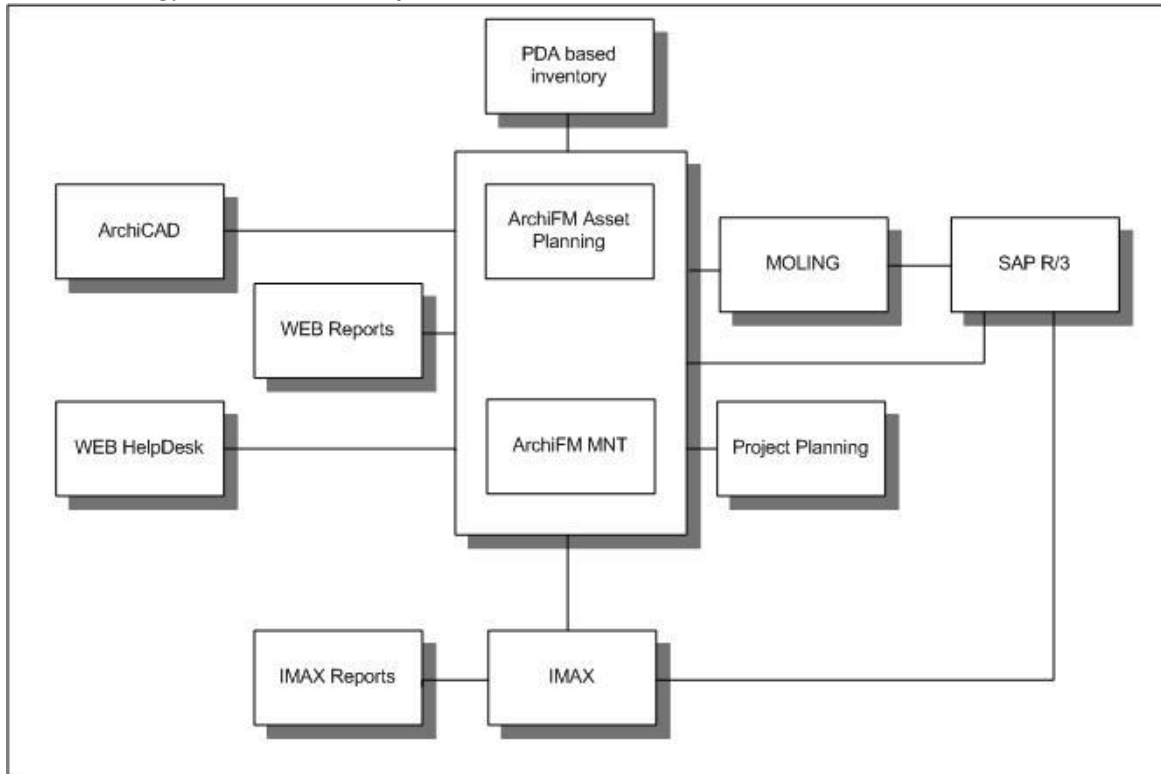 PDA based
inventory
ArchiCAD
ArchiFM Asset
Planning
MOLING
SAP R/3
WEB Reports
WEB HelpDesk
ArchiFM MNT
Project Planning
IMAX Reports
IMAX